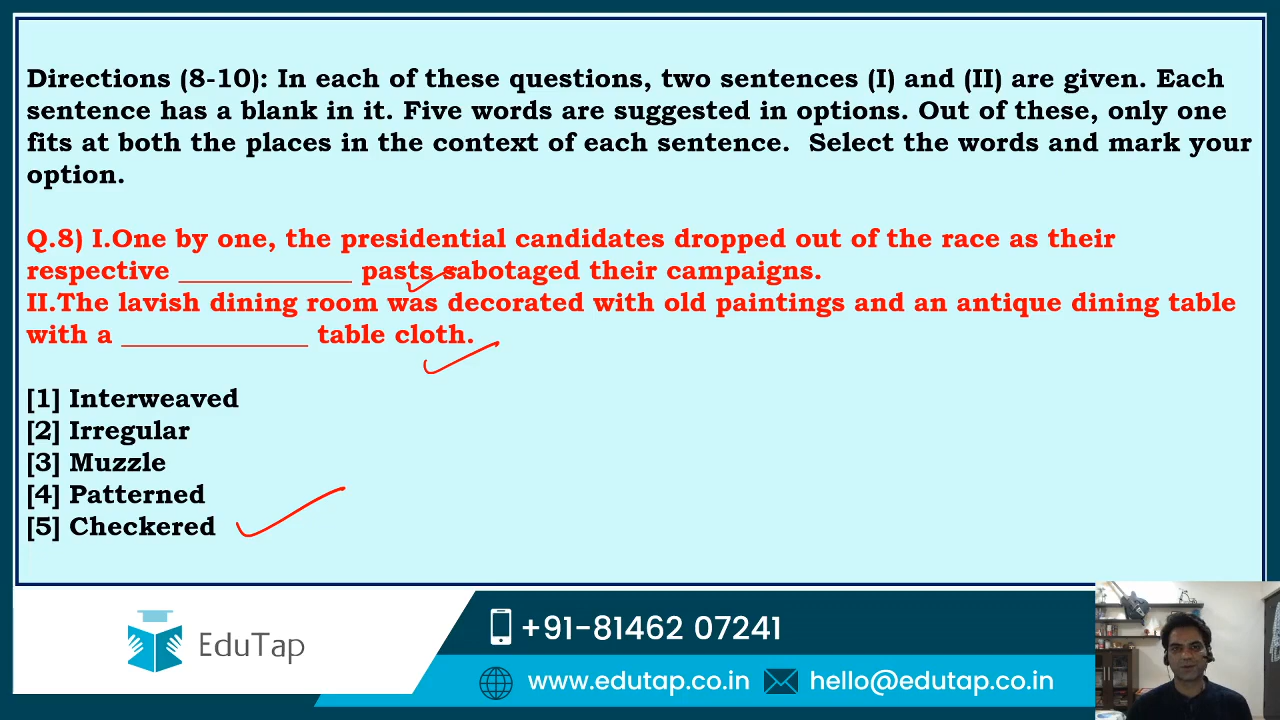 Directions (8-10): In each of these questions, two sentences (I) and (II) are given. Each
sentence has a blank in it. Five words are suggested in options. Out of these, only one
fits at both the places in the context of each sentence. Select the words and mark your
option.
Q.8) I.One by one, the presidential candidates dropped out of the race as their
respective _____________ pasts sabotaged their campaigns.
II.The lavish dining room was decorated with old paintings and an antique dining table
with a ______________ table cloth.
[1] Interweaved
[2] Irregular
[3] Muzzle
[4] Patterned
[5] Checkered
EduTap
+91-81462 07241
www.edutap.co.in hello@edutap.co.in